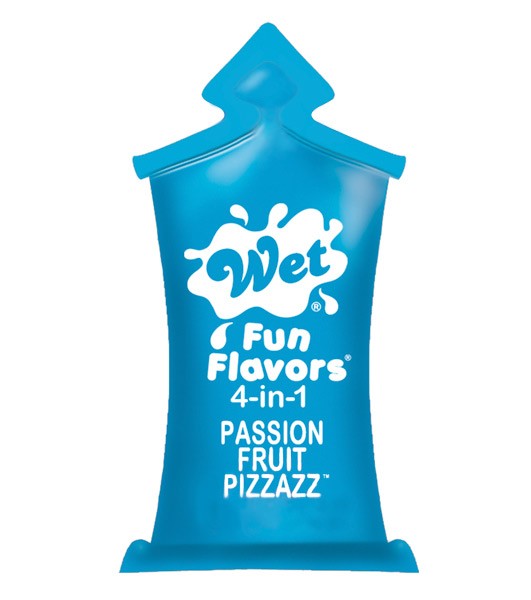 Wet®
Fun
Flavors®
4-in-1
PASSION
FRUIT
PIZZAZZ™